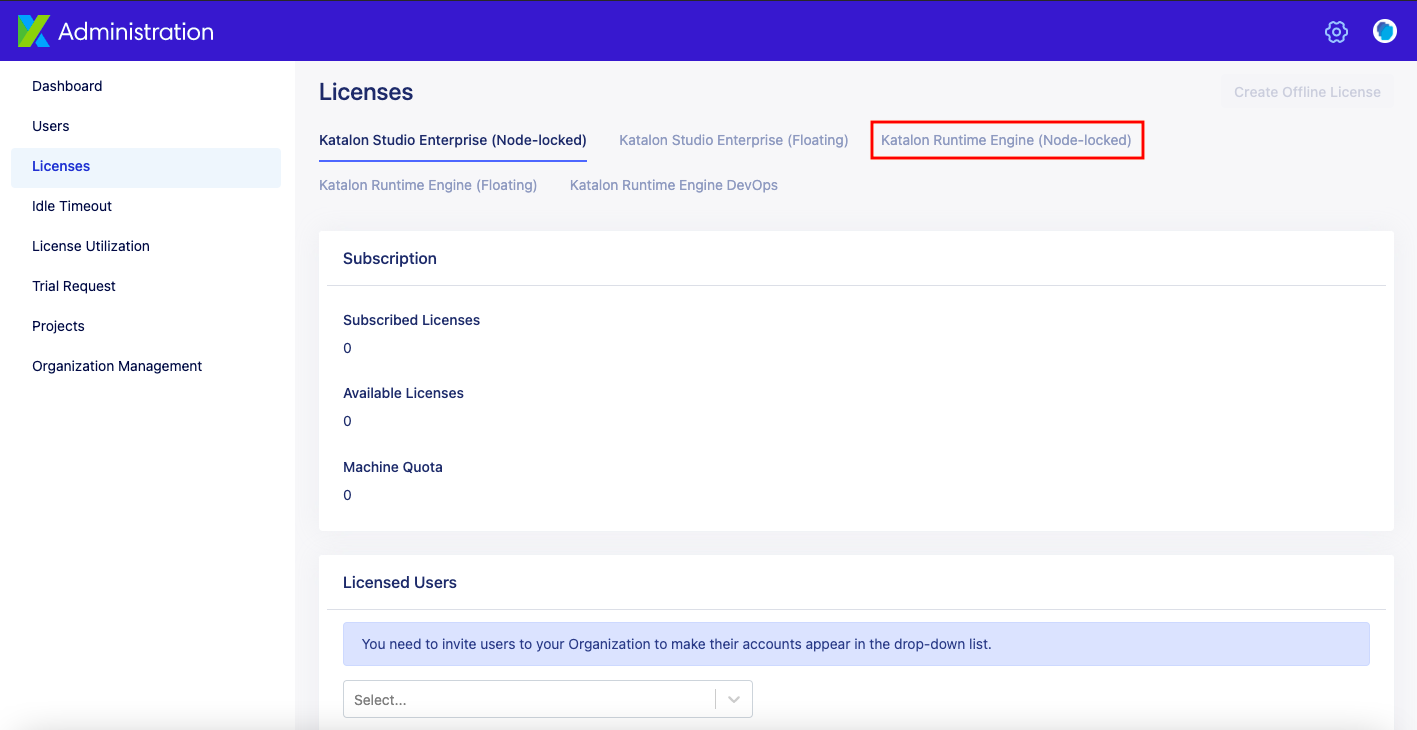 Administration
Dashboard
Users
Licenses
Idle Timeout
License Utilization
Trial Request
Projects
Organization Management
Licenses
Create Offline License
Katalon Studio Enterprise (Node-locked)
Katalon Studio Enterprise (Floating)
Katalon Runtime Engine (Node-locked)
Katalon Runtime Engine (Floating)
Katalon Runtime Engine DevOps
Subscription
Subscribed Licenses
0
Available Licenses
0
Machine Quota
0
Licensed Users
You need to invite users to your Organization to make their accounts appear in the drop-down list.
Select...